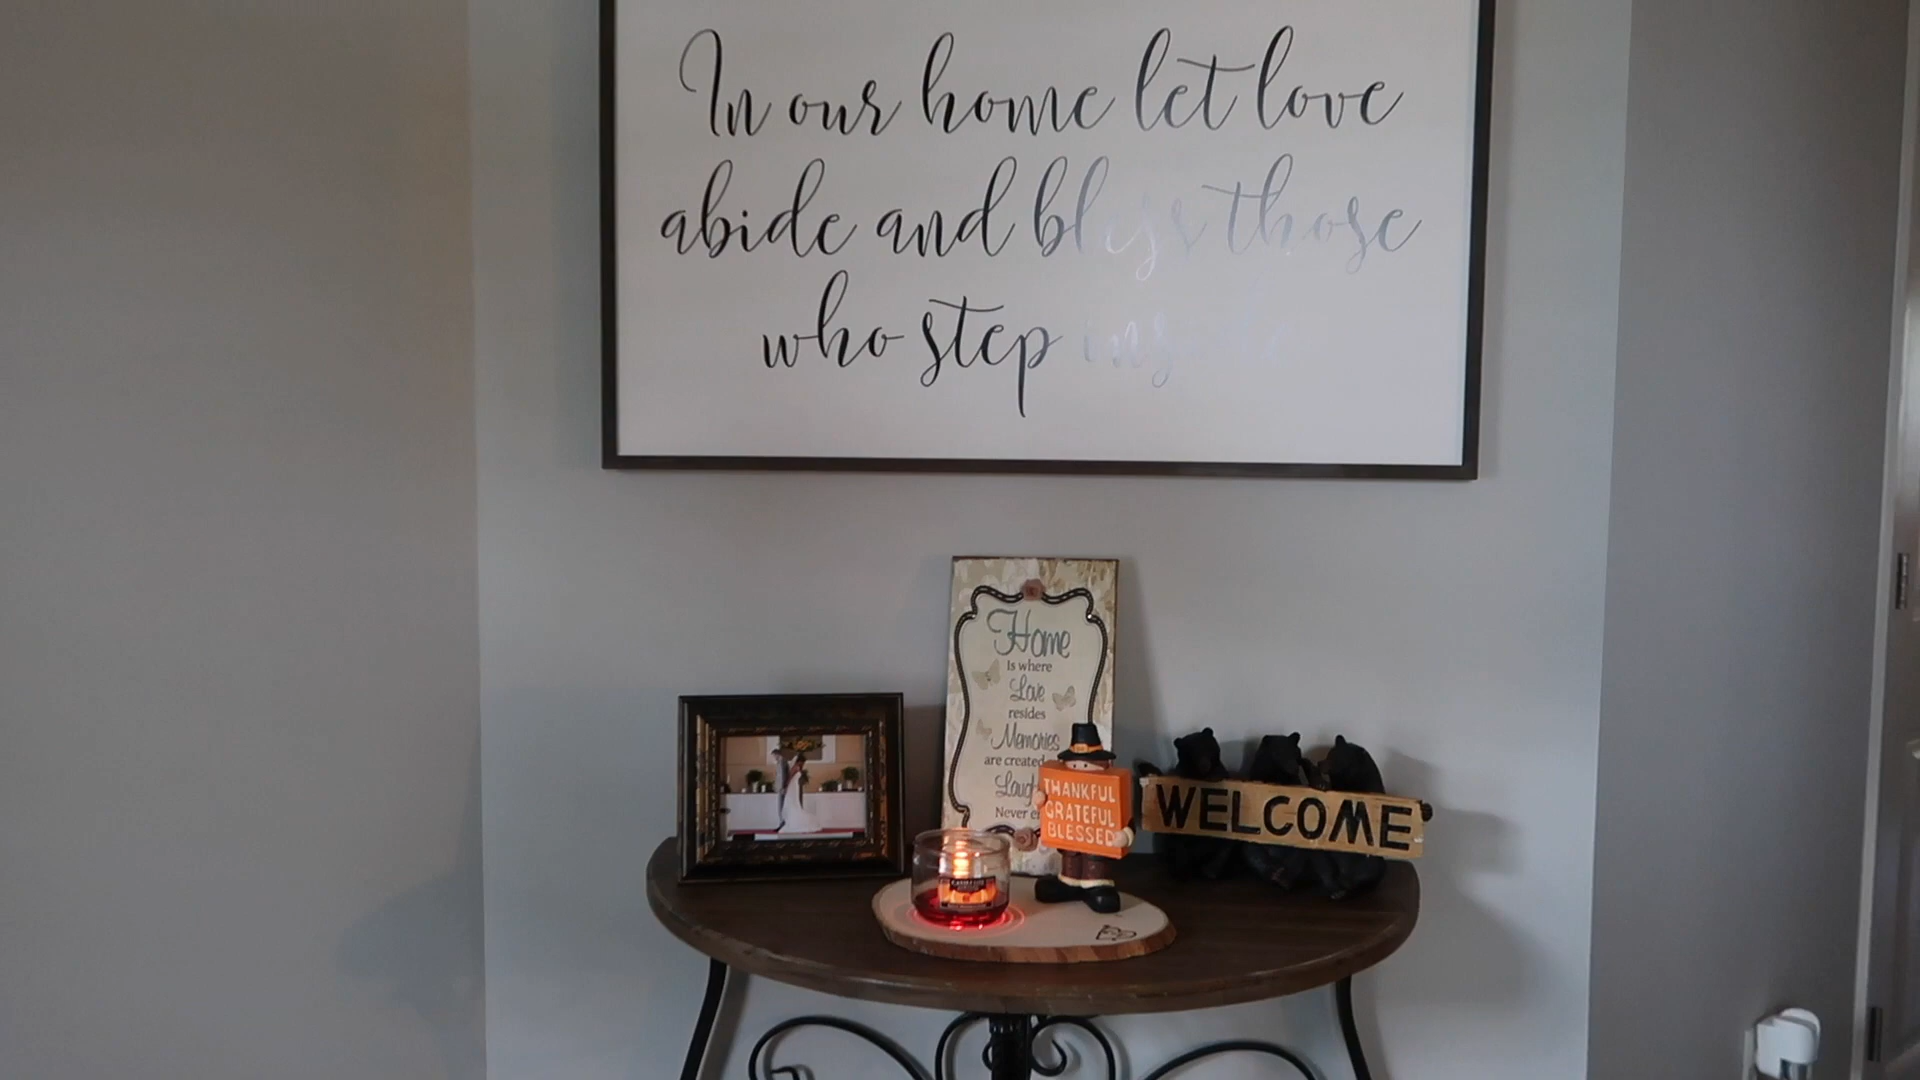 In our home let love
abide and bless those
who step inside
Home
is where
Love
resides
Memories
are created
Never
THANKFUL
GRATEFUL
BLESSED
WELCOME